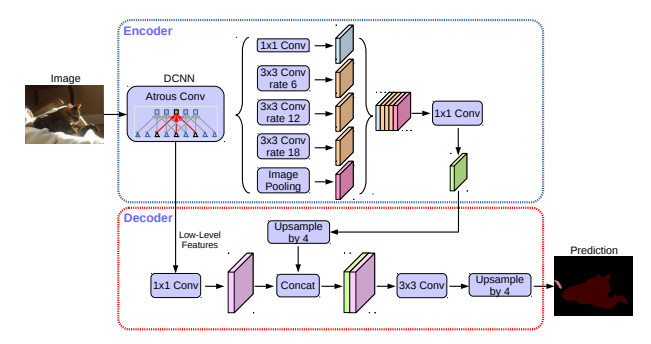 Encoder
Image
DCNN
Atrous Conv
1x1 Conv
3x3 Conv
rate 6
3x3 Conv
rate 12
3x3 Conv
rate 18
Image
Pooling
1x1 Conv
Decoder
Low-Level
Features
Upsample
by 4
1x1 Conv
Concat
3x3 Conv
Upsample
by 4
Prediction